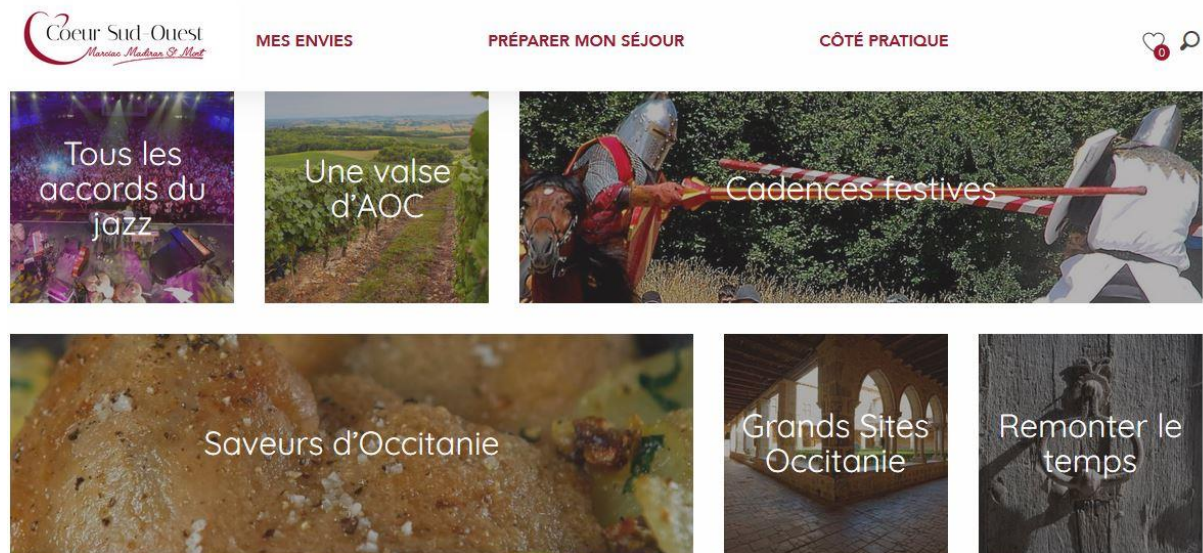 Coeur Sud-Ouest
Marciac Madiran St Mont
MES ENVIES
PRÉPARER MON SÉJOUR
CÔTÉ PRATIQUE
0
Tous les
accords du
jazz
Une valse
d'AOC
Cadences festives
Saveurs d'Occitanie
Grands Sites
Occitanie
Remonter le
temps